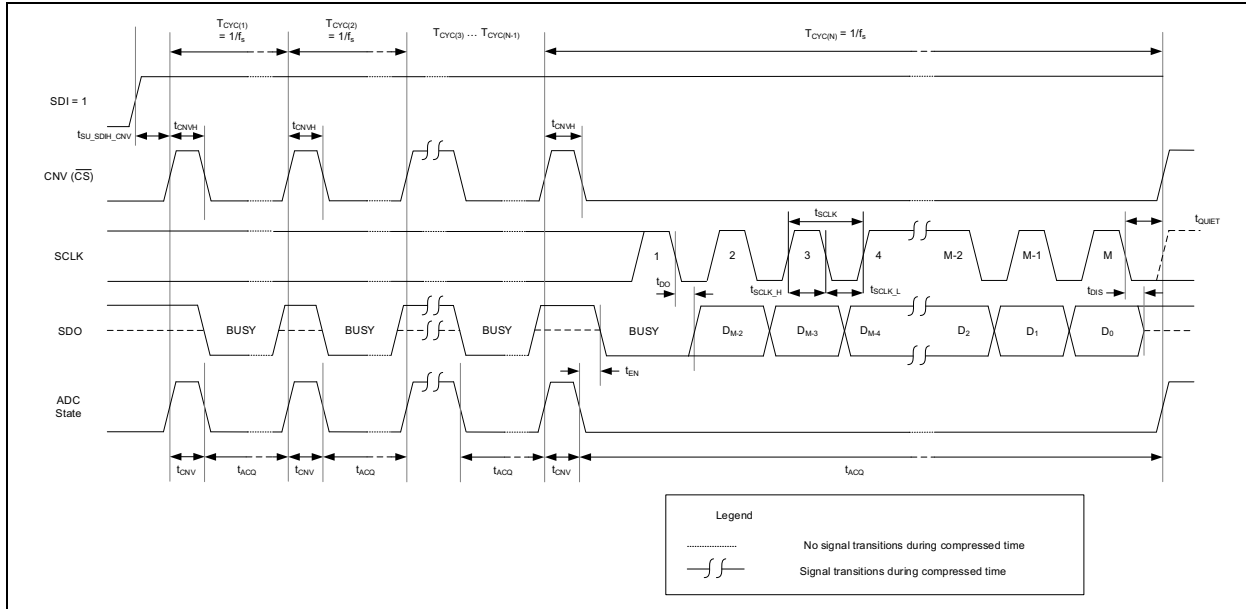 TCYC(1)
= 1/fs
TCYC(2)
= 1/fs
TCYC(3) ... TCYC(N-1)
TCYC(N) = 1/fs
SDI = 1
tSU_SDIH_CNV
tCNVH
tCNVH
tCNVH
CNV (CS)
tSCLK
tQUIET
SCLK
1
2
3
4
M-2
M-1
M
tDO
tSCLK_H
tSCLK_L
tDIS
SDO
BUSY
BUSY
BUSY
BUSY
DM-2
DM-3
DM-4
D2
D1
D0
tEN
ADC
State
tCNV
tACQ
tCNV
tACQ
tACQ
tCNV
tACQ
Legend
No signal transitions during compressed time
Signal transitions during compressed time